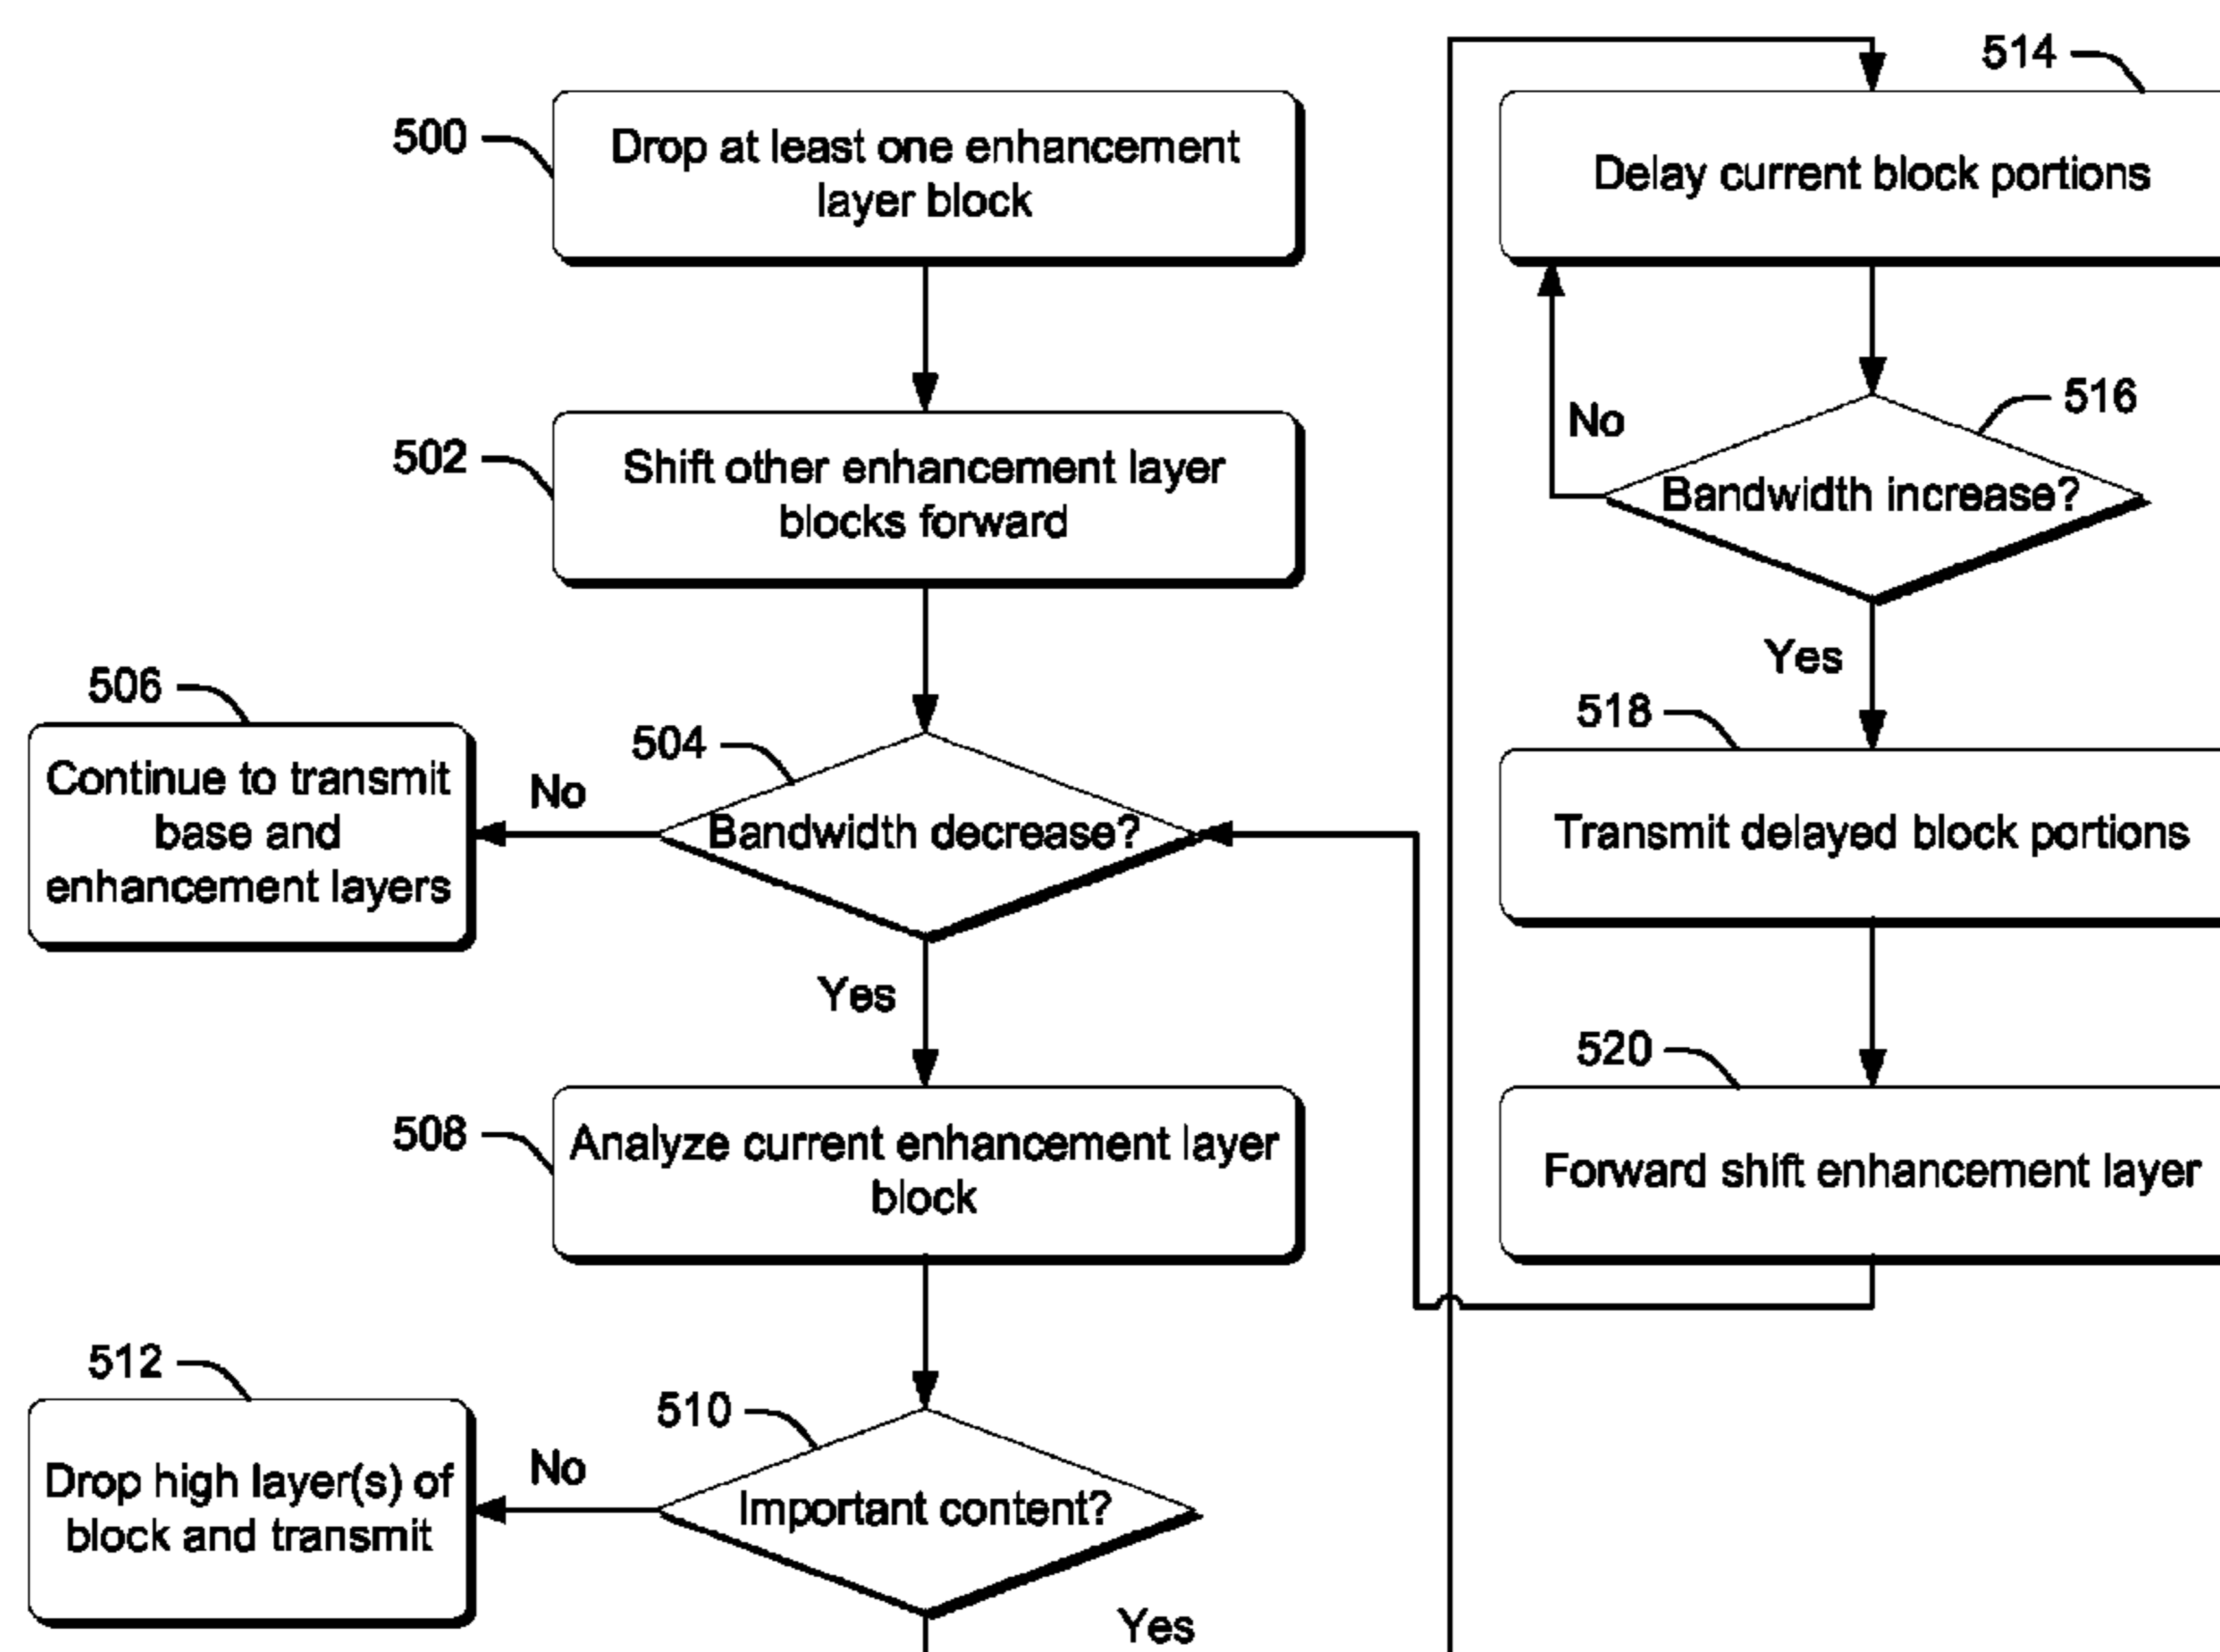 500
Drop at least one enhancement
layer block
502
Shift other enhancement layer
blocks forward
506
Continue to transmit
base and
enhancement layers
504
No
Bandwidth decrease?
Yes
508
Analyze current enhancement layer
block
512
Drop high layer(s) of
block and transmit
510
No
Important content?
Yes
514
Delay current block portions
516
No
Bandwidth increase?
Yes
518
Transmit delayed block portions
520
Forward shift enhancement layer